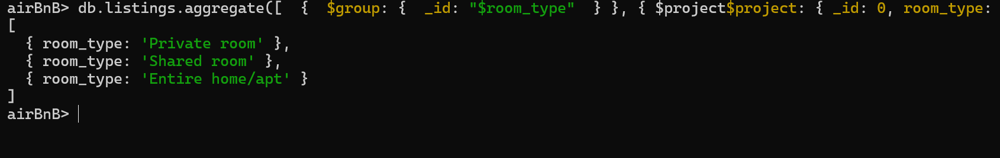 airBnB> db.listings.aggregate([  {  $group: {  _id: "$room_type"  } }, { $project$project: { _id: 0, room_type:
[
  { room_type: 'Private room' },
  { room_type: 'Shared room' },
  { room_type: 'Entire home/apt' }
]
airBnB>